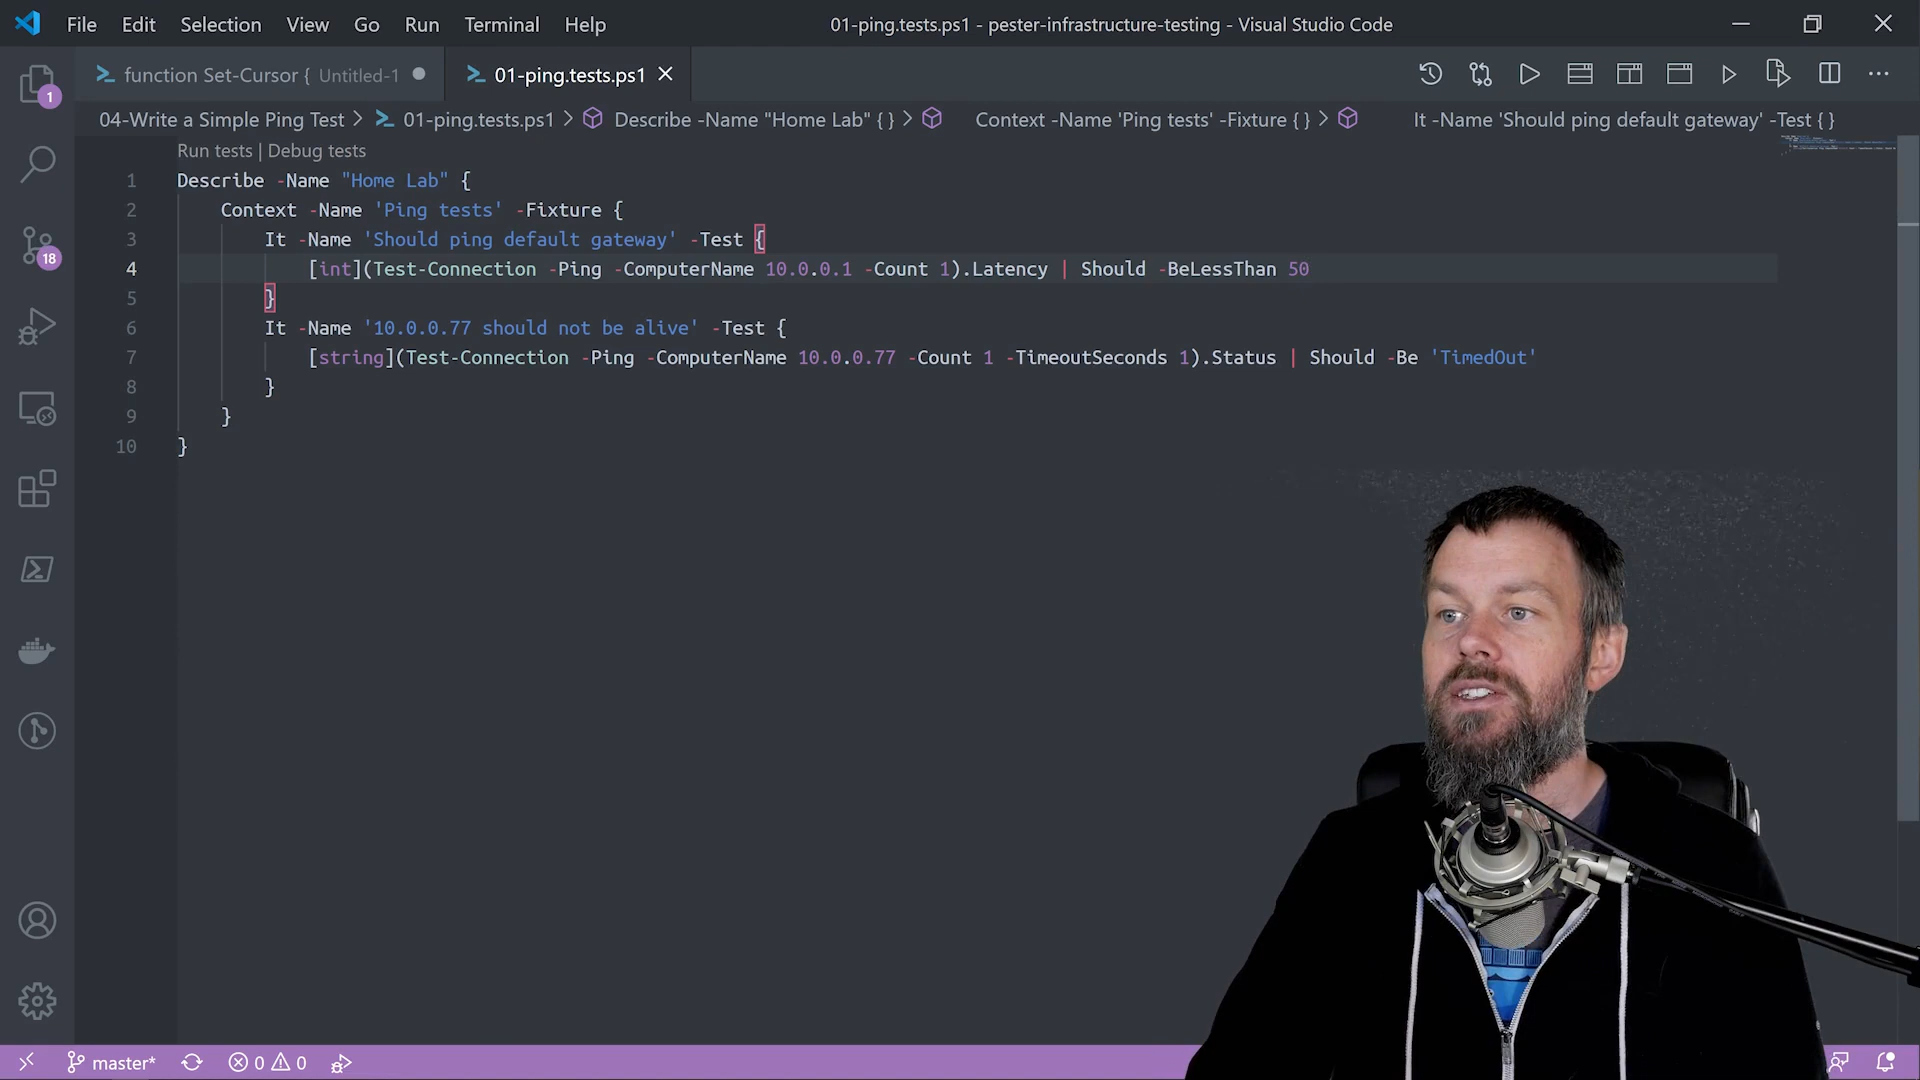 File Edit Selection View Go Run Terminal Help 01-ping.tests.ps1 - pester-infrastructure-testing - Visual Studio Code
function Set-Cursor { Untitled-1 01-ping.tests.ps1
1
04-Write a Simple Ping Test > 01-ping.tests.ps1 > Describe -Name "Home Lab" { } > Context -Name 'Ping tests' -Fixture { } > It -Name 'Should ping default gateway' -Test { }
Run tests | Debug tests
1 Describe -Name "Home Lab" {
2 Context -Name 'Ping tests' -Fixture {
3 It -Name 'Should ping default gateway' -Test {
18
4 [int](Test-Connection -Ping -ComputerName 10.0.0.1 -Count 1).Latency | Should -BeLessThan 50
5 }
6 It -Name '10.0.0.77 should not be alive' -Test {
7 [string](Test-Connection -Ping -ComputerName 10.0.0.77 -Count 1 -TimeoutSeconds 1).Status | Should -Be 'TimedOut'
8 }
9 }
10 }
master* 0 0